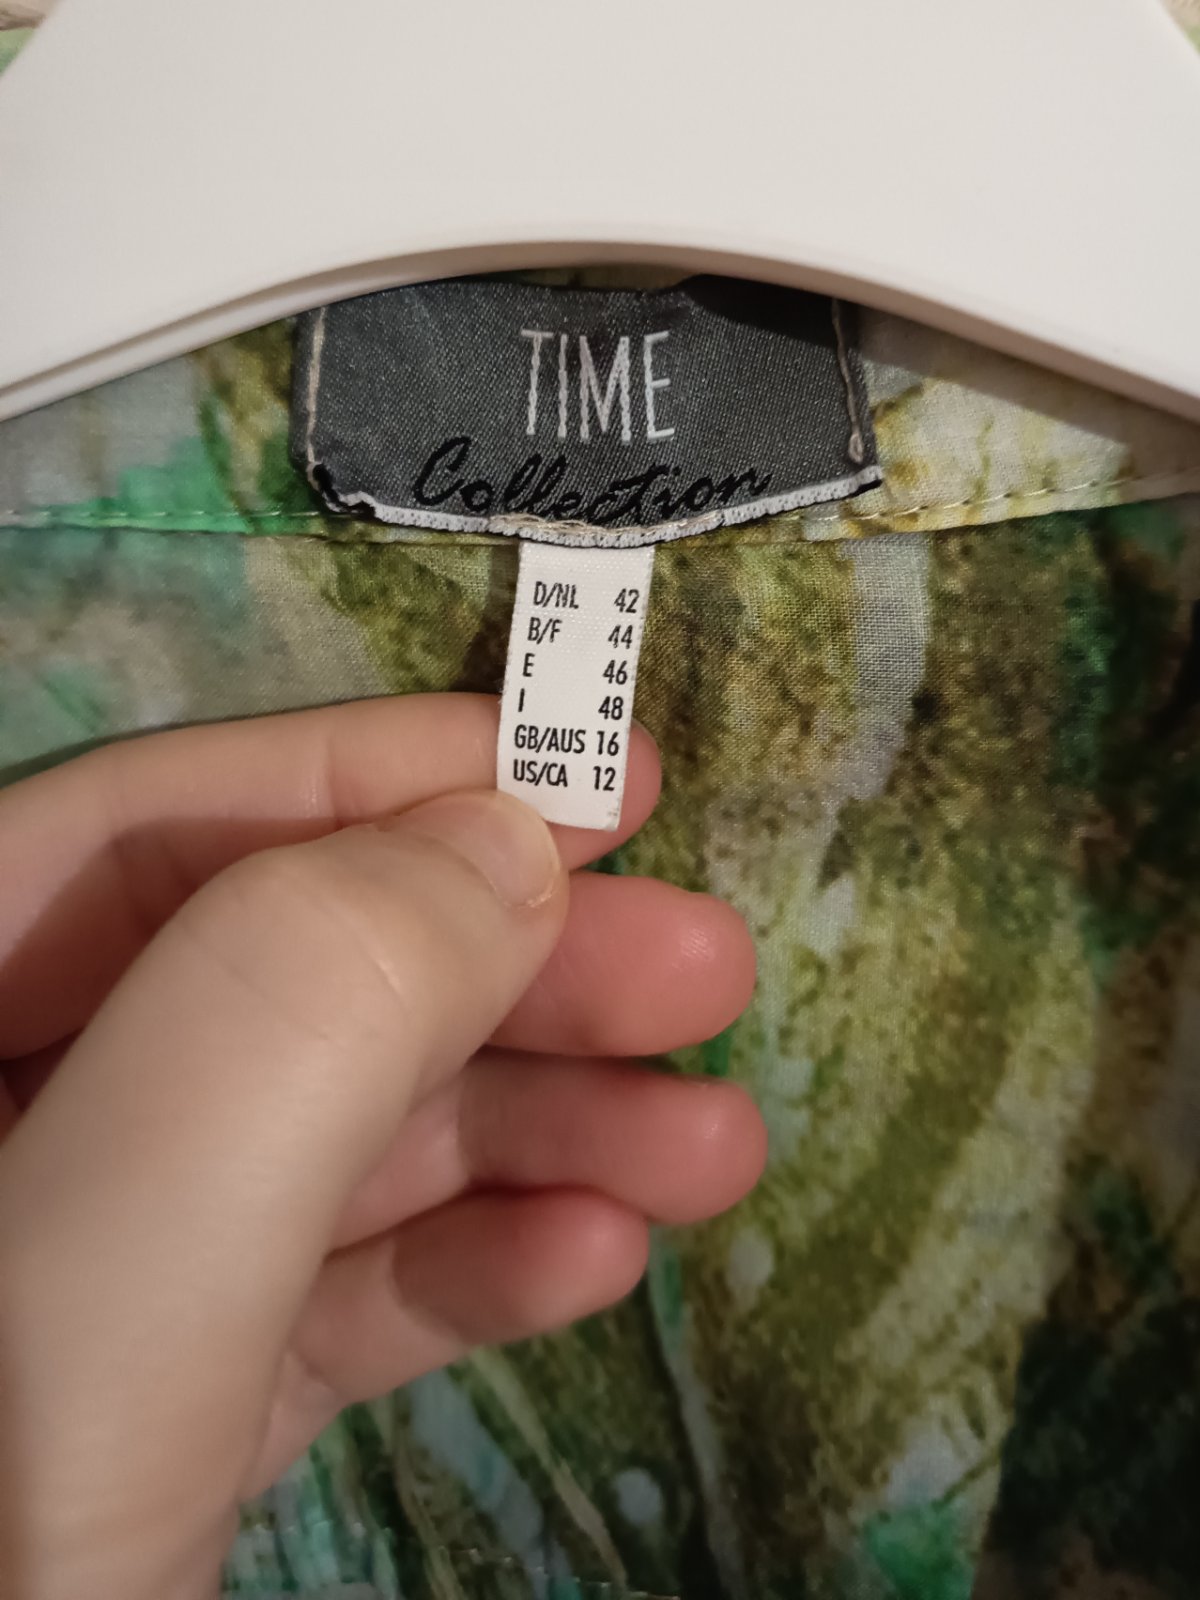 TIME
Collection
D/NL 42
B/F 44
E 46
I 48
GB/AUS 16
US/CA 12